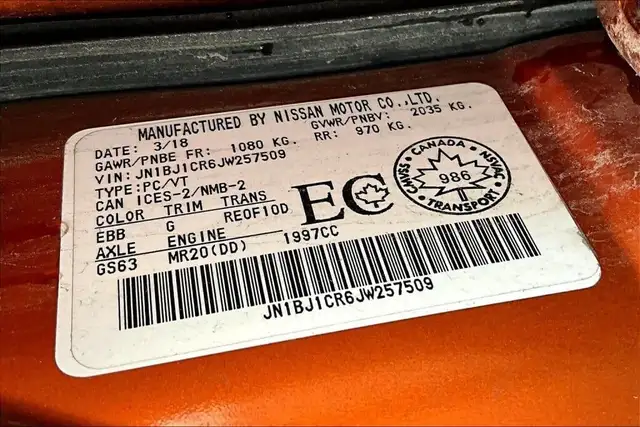 MANUFACTURED BY NISSAN MOTOR CO.,LTD.
DATE: 3/18 GVWR/PNBV: 2035 KG.
GAWR/PNBE FR: 1080 KG. RR: 970 KG.
VIN: JN1BJ1CR6JW257509
TYPE: PC/VT
CAN ICES-2/NMB-2
COLOR TRIM TRANS
EBB G RE0F10D
AXLE ENGINE
GS63 MR20(DD) 1997CC
EC
CANADA
CMVSS NSVAC
986
TRANSPORT
JN1BJ1CR6JW257509